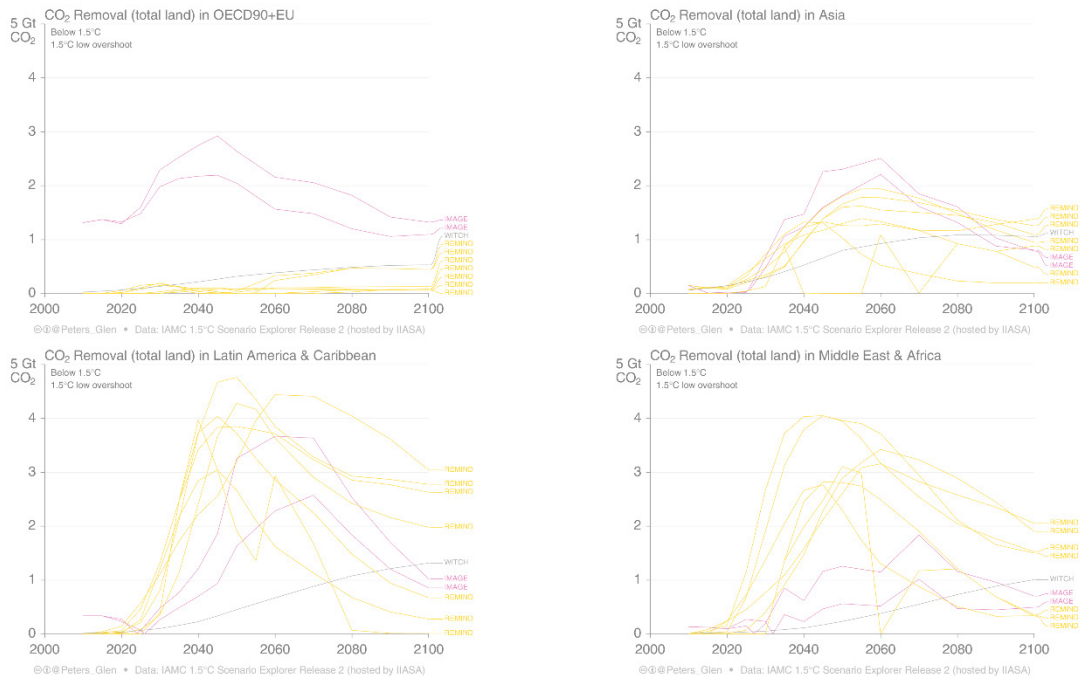 CO₂ Removal (total land) in OECD90+EU
5 Gt
CO₂
Below 1.5°C
1.5°C low overshoot
4
3
2
1
0
IMAGE
IMAGE
WITCH
REMIND
REMIND
REMIND
REMIND
REMIND
REMIND
REMIND
2000 2020 2040 2060 2080 2100
@Peters_Glen • Data: IAMC 1.5°C Scenario Explorer Release 2 (hosted by IIASA)
CO₂ Removal (total land) in Asia
5 Gt
CO₂
Below 1.5°C
1.5°C low overshoot
4
3
2
1
0
REMIND
REMIND
REMIND
WITCH
REMIND
REMIND
IMAGE
IMAGE
REMIND
REMIND
2000 2020 2040 2060 2080 2100
@Peters_Glen • Data: IAMC 1.5°C Scenario Explorer Release 2 (hosted by IIASA)
CO₂ Removal (total land) in Latin America & Caribbean
5 Gt
CO₂
Below 1.5°C
1.5°C low overshoot
4
3
2
1
0
REMIND
REMIND
REMIND
REMIND
WITCH
IMAGE
IMAGE
REMIND
REMIND
REMIND
2000 2020 2040 2060 2080 2100
@Peters_Glen • Data: IAMC 1.5°C Scenario Explorer Release 2 (hosted by IIASA)
CO₂ Removal (total land) in Middle East & Africa
5 Gt
CO₂
Below 1.5°C
1.5°C low overshoot
4
3
2
1
0
REMIND
REMIND
REMIND
REMIND
WITCH
IMAGE
IMAGE
REMIND
REMIND
REMIND
2000 2020 2040 2060 2080 2100
@Peters_Glen • Data: IAMC 1.5°C Scenario Explorer Release 2 (hosted by IIASA)